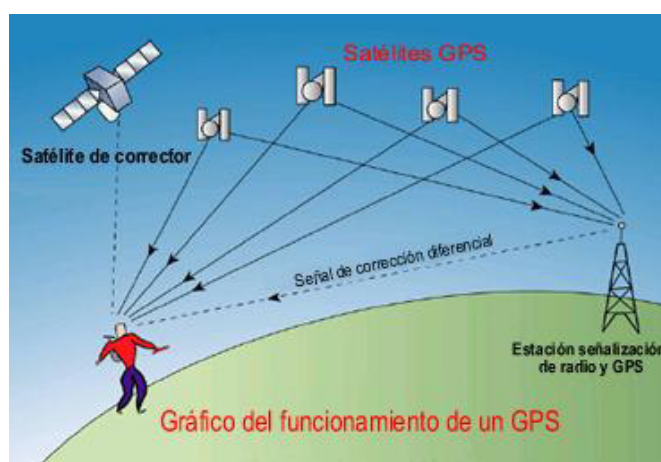 Satélites GPS
Satélite de corrector
Señal de corrección diferencial
Estación señalización
de radio y GPS
Gráfico del funcionamiento de un GPS